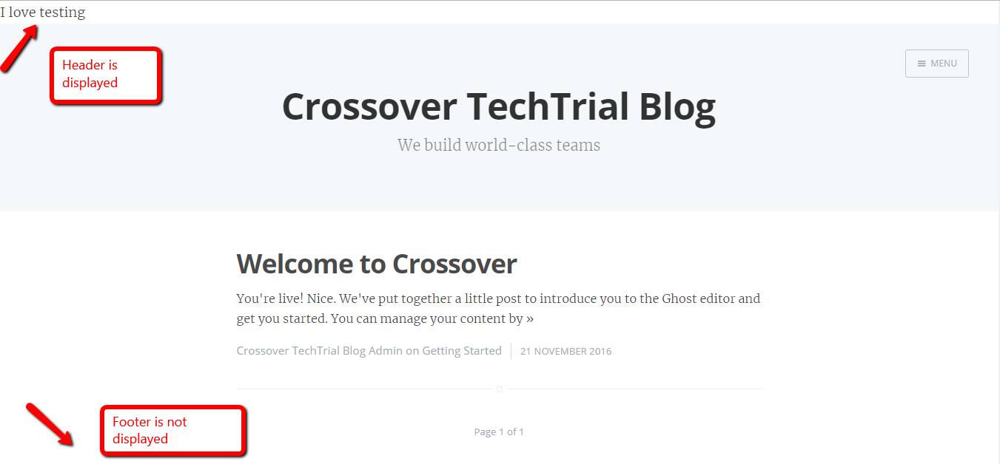 I love testing
Header is
displayed
MENU
Crossover TechTrial Blog
We build world-class teams
Welcome to Crossover
You're live! Nice. We've put together a little post to introduce you to the Ghost editor and
get you started. You can manage your content by »
Crossover TechTrial Blog Admin on Getting Started 21 NOVEMBER 2016
Footer is not
displayed
Page 1 of 1